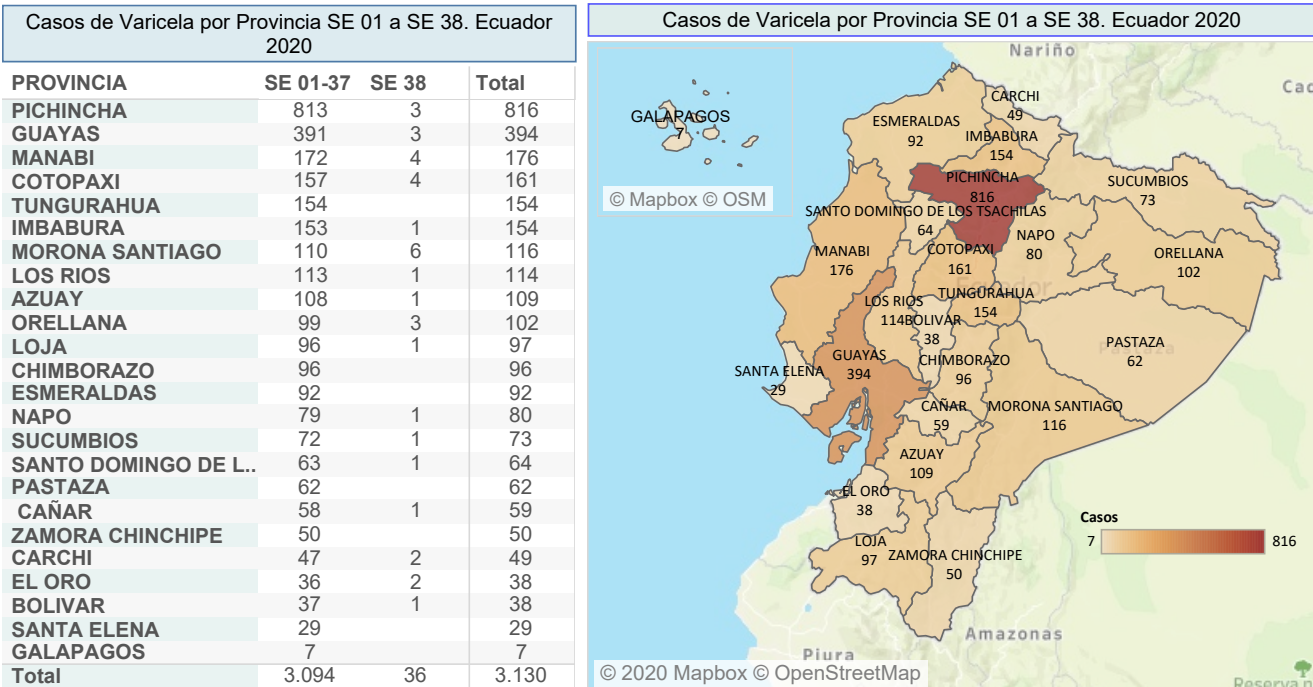 Casos de Varicela por Provincia SE 01 a SE 38. Ecuador
2020
PROVINCIA SE 01-37 SE 38 Total
PICHINCHA 813 3 816
GUAYAS 391 3 394
MANABI 172 4 176
COTOPAXI 157 4 161
TUNGURAHUA 154 154
IMBABURA 153 1 154
MORONA SANTIAGO 110 6 116
LOS RIOS 113 1 114
AZUAY 108 1 109
ORELLANA 99 3 102
LOJA 96 1 97
CHIMBORAZO 96 96
ESMERALDAS 92 92
NAPO 79 1 80
SUCUMBIOS 72 1 73
SANTO DOMINGO DE L.. 63 1 64
PASTAZA 62 62
CAÑAR 58 1 59
ZAMORA CHINCHIPE 50 50
CARCHI 47 2 49
EL ORO 36 2 38
BOLIVAR 37 1 38
SANTA ELENA 29 29
GALAPAGOS 7 7
Total 3.094 36 3.130
Casos de Varicela por Provincia SE 01 a SE 38. Ecuador 2020
Nariño
Caq
GALAPAGOS
7
© Mapbox © OSM
CARCHI
49
ESMERALDAS
92
IMBABURA
154
PICHINCHA
816
SUCUMBIOS
73
SANTO DOMINGO DE LOS TSACHILAS
64
NAPO
80
MANABI
176
COTOPAXI
161
ORELLANA
102
Ecuador
TUNGURAHUA
154
LOS RIOS
114
BOLIVAR
38
PASTAZA
62
Pastaza
GUAYAS
394
CHIMBORAZO
96
SANTA ELENA
29
CAÑAR
59
MORONA SANTIAGO
116
AZUAY
109
EL ORO
38
LOJA
97
ZAMORA CHINCHIPE
50
Casos
7 816
Amazonas
Piura
© 2020 Mapbox © OpenStreetMap
Reserva